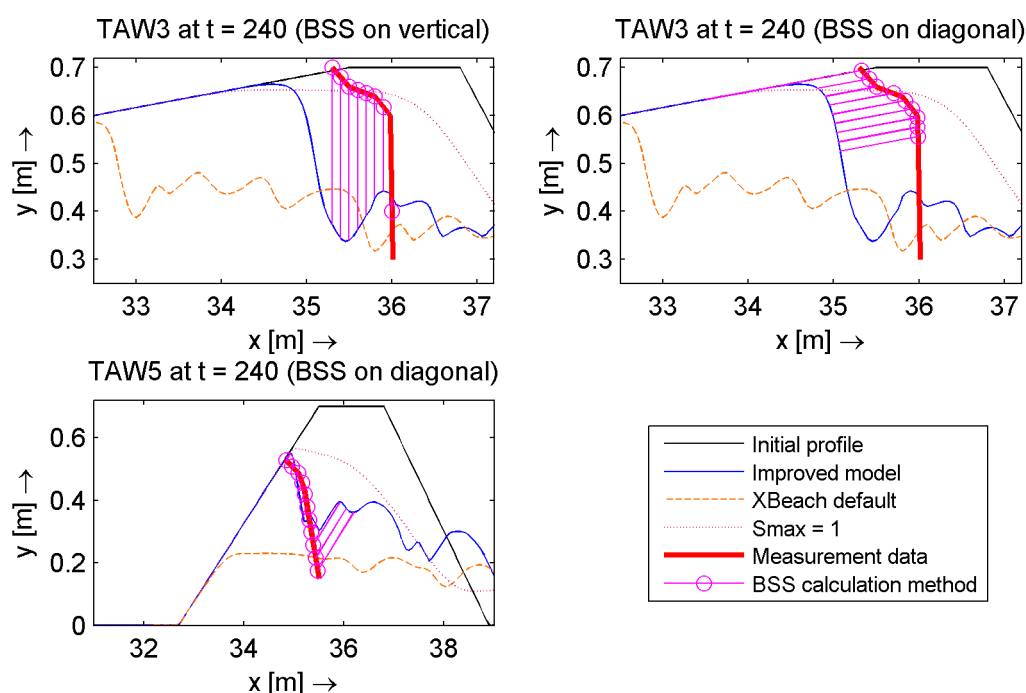 TAW3 at t = 240 (BSS on vertical)
0.7
0.6
0.5
0.4
0.3
y [m] →
33 34 35 36 37
x [m] →
TAW3 at t = 240 (BSS on diagonal)
0.7
0.6
0.5
0.4
0.3
y [m] →
33 34 35 36 37
x [m] →
TAW5 at t = 240 (BSS on diagonal)
0.6
0.4
0.2
0
y [m] →
32 34 36 38
x [m] →
Initial profile
Improved model
XBeach default
Smax = 1
Measurement data
BSS calculation method